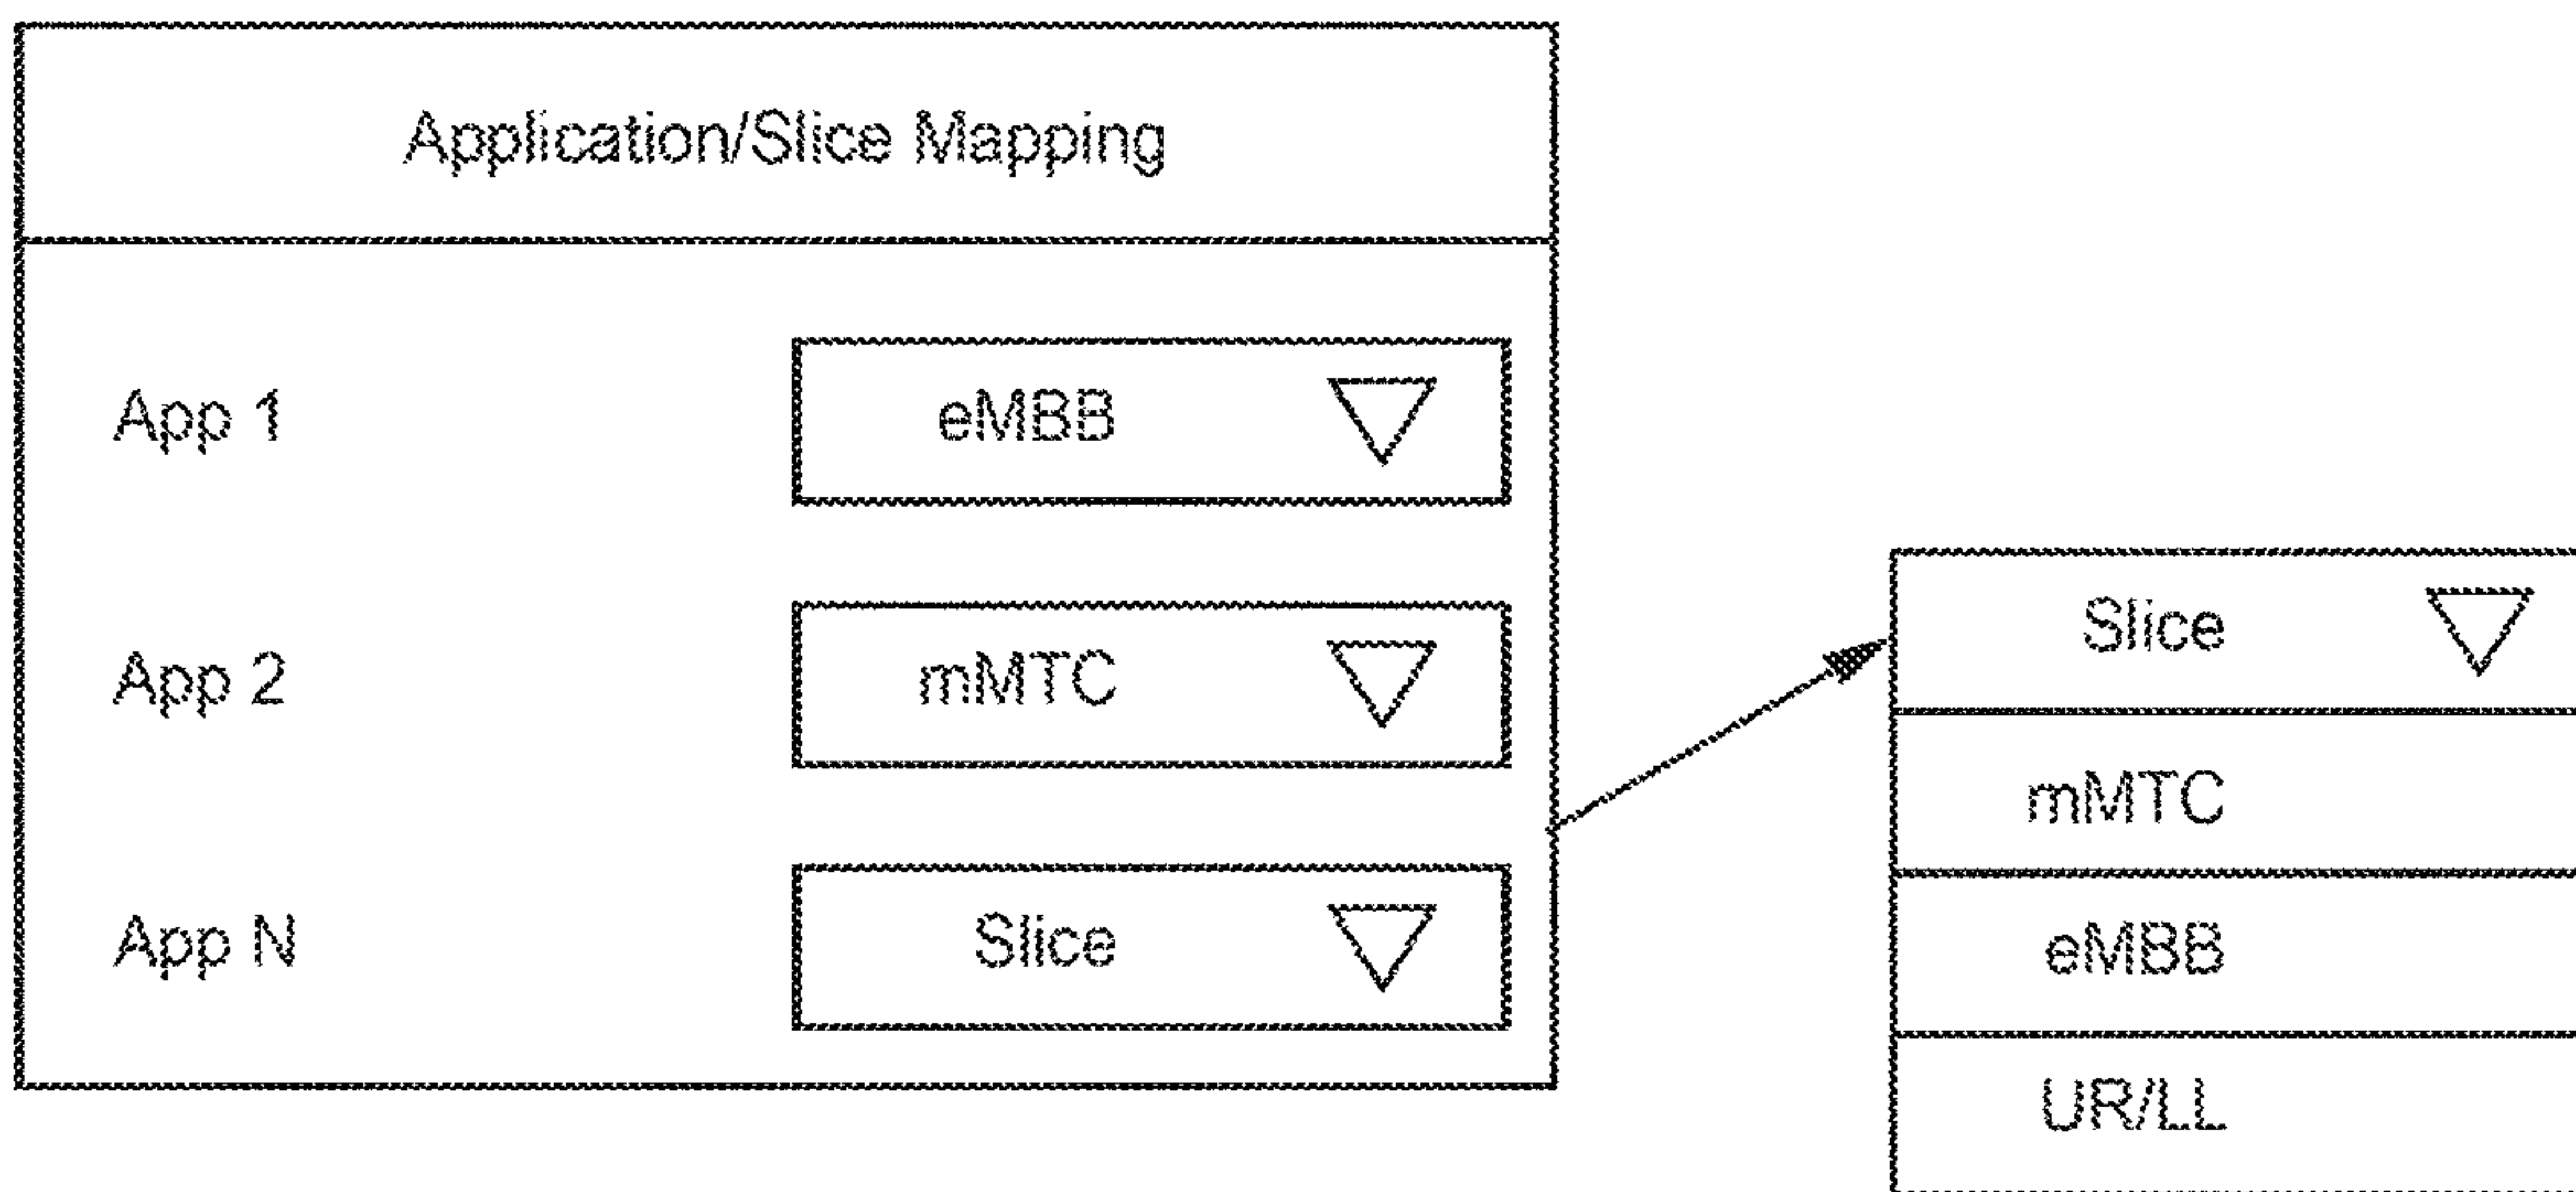 Application/Slice Mapping
App 1 eMBB
App 2 mMTC
App N Slice
Slice
mMTC
eMBB
UR/LL